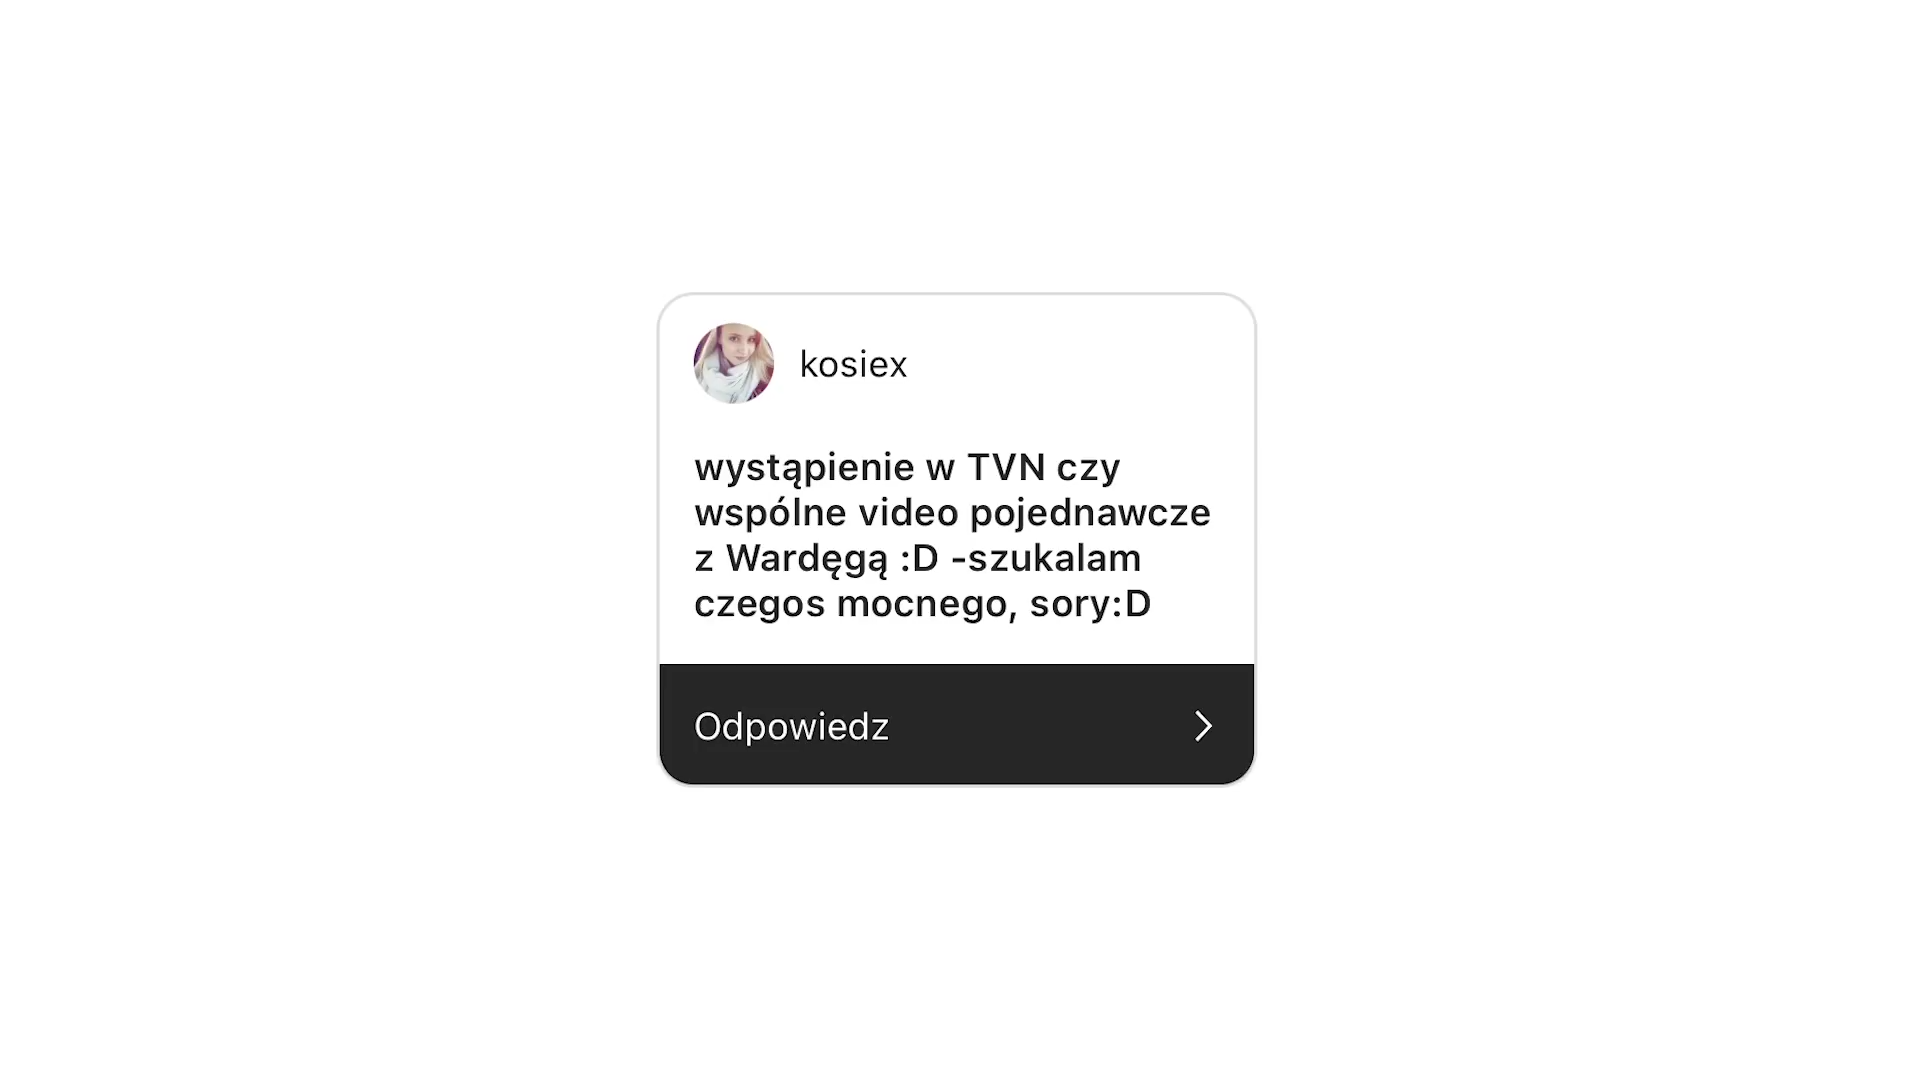 kosiex
wystąpienie w TVN czy
wspólne video pojednawcze
z Wardęgą :D -szukalam
czegos mocnego, sory:D
Odpowiedz